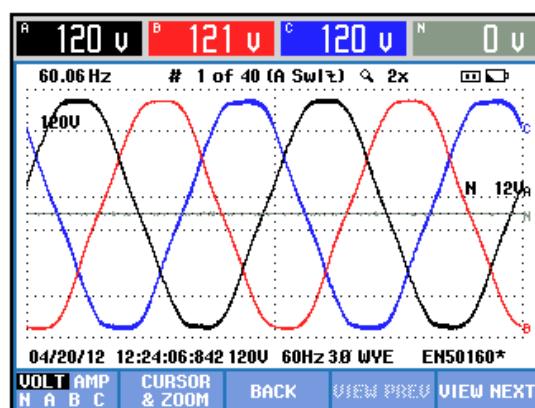 A 120 V B 121 V C 120 V N 0 V
60.06 Hz # 1 of 40 (A Swl) 2x
120V
C
N 12V
A
N
B
04/20/12 12:24:06:842 120V 60Hz 3.0 WYE EN50160*
VOLT AMP
N A B C
CURSOR
& ZOOM
BACK
VIEW PREV
VIEW NEXT